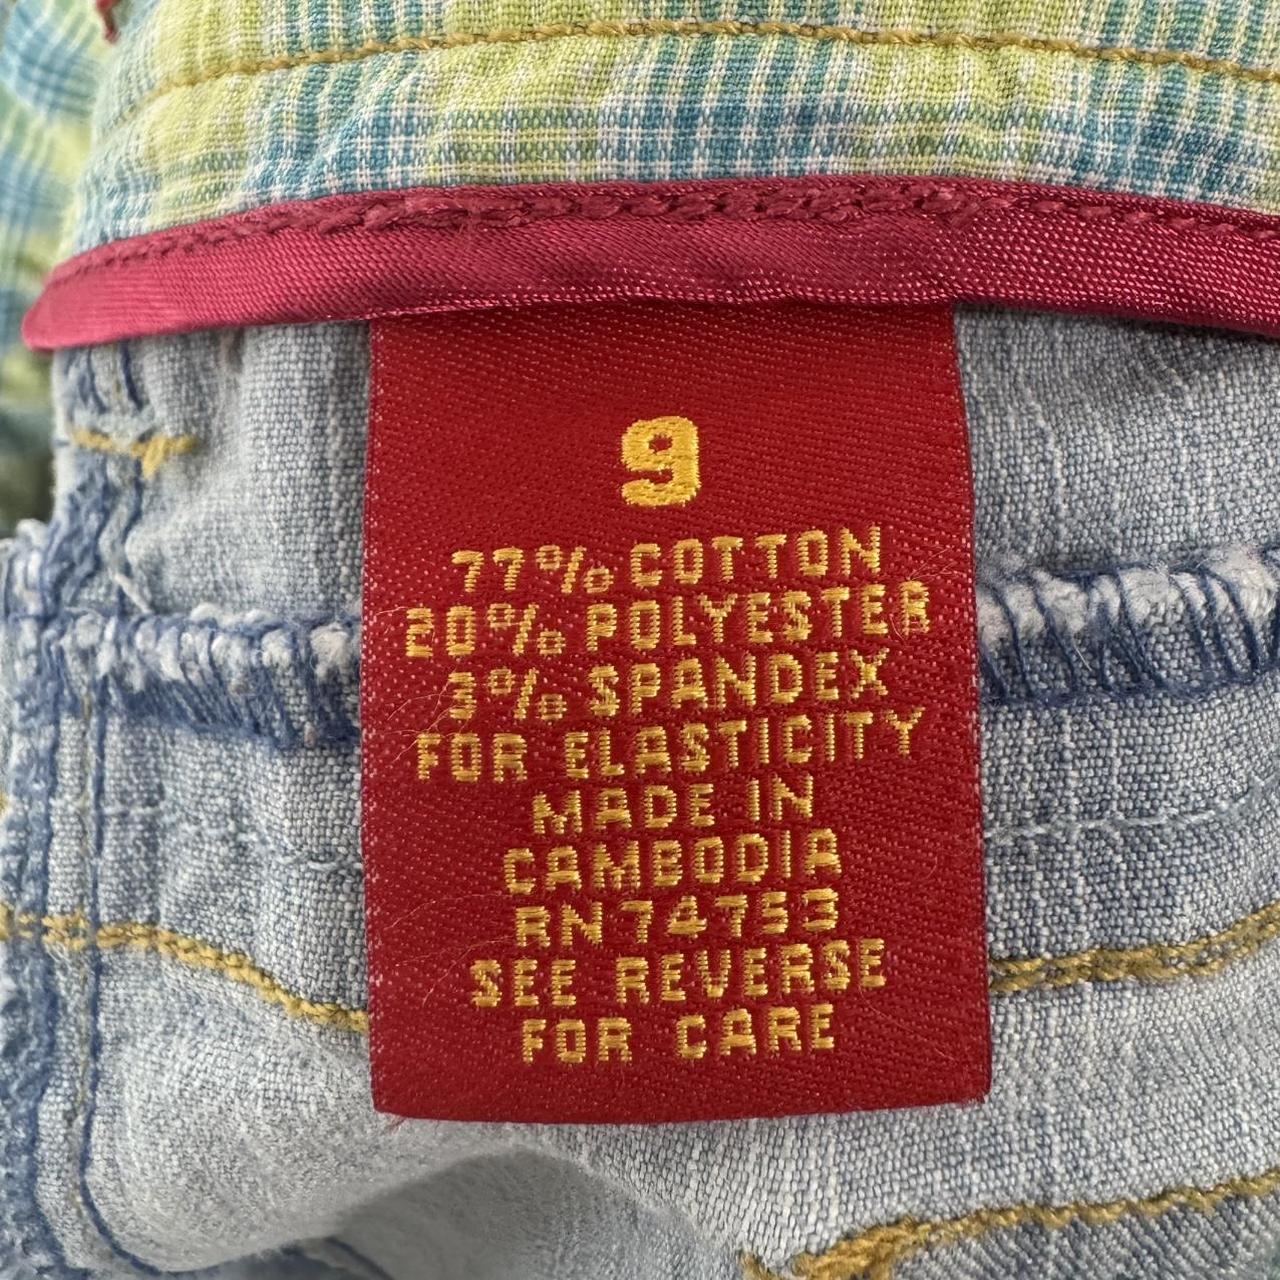 9
77% COTTON
20% POLYESTER
3% SPANDEX
FOR ELASTICITY
MADE IN
CAMBODIA
RN74753
SEE REVERSE
FOR CARE